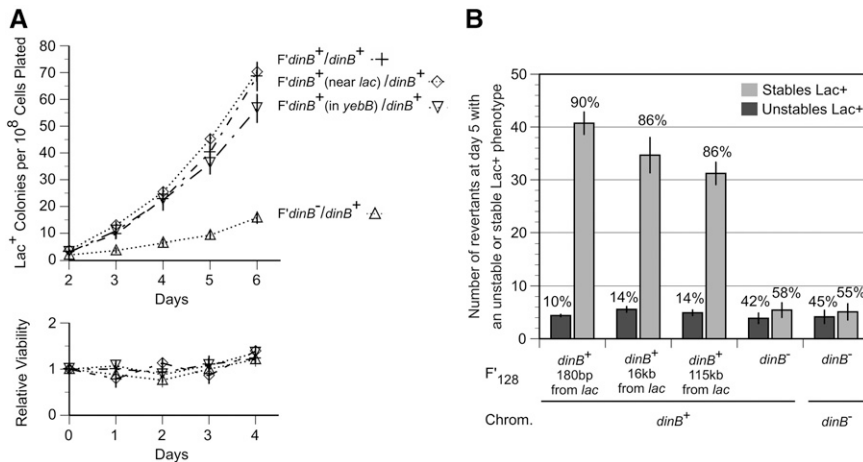 A
Lac+ Colonies per 10^8 Cells Plated
80
70
60
50
40
30
20
10
0
2 3 4 5 6
Days
F'dinB+/dinB+
F'dinB+(near lac) /dinB+
F'dinB+(in yebB) /dinB+
F'dinB-/dinB+
Relative Viability
2
1
0
0 1 2 3 4
Days
B
Number of revertants at day 5 with
an unstable or stable Lac+ phenotype
50
40
30
20
10
0
Stables Lac+
Unstables Lac+
90%
86%
86%
10%
14%
14%
42%
58%
45%
55%
F'128
dinB+
180bp
from lac
dinB+
16kb
from lac
dinB+
115kb
from lac
dinB-
dinB-
Chrom.
dinB+
dinB-